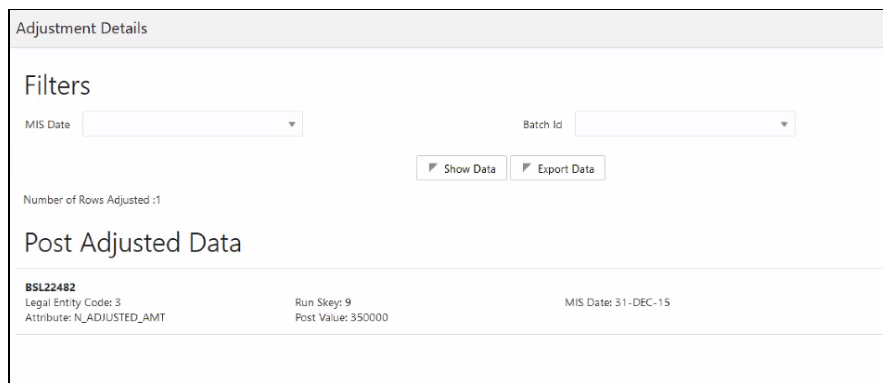 Adjustment Details
Filters
MIS Date
Batch Id
Show Data
Export Data
Number of Rows Adjusted :1
Post Adjusted Data
BSL22482
Legal Entity Code: 3
Run Skey: 9
MIS Date: 31-DEC-15
Attribute: N_ADJUSTED_AMT
Post Value: 350000